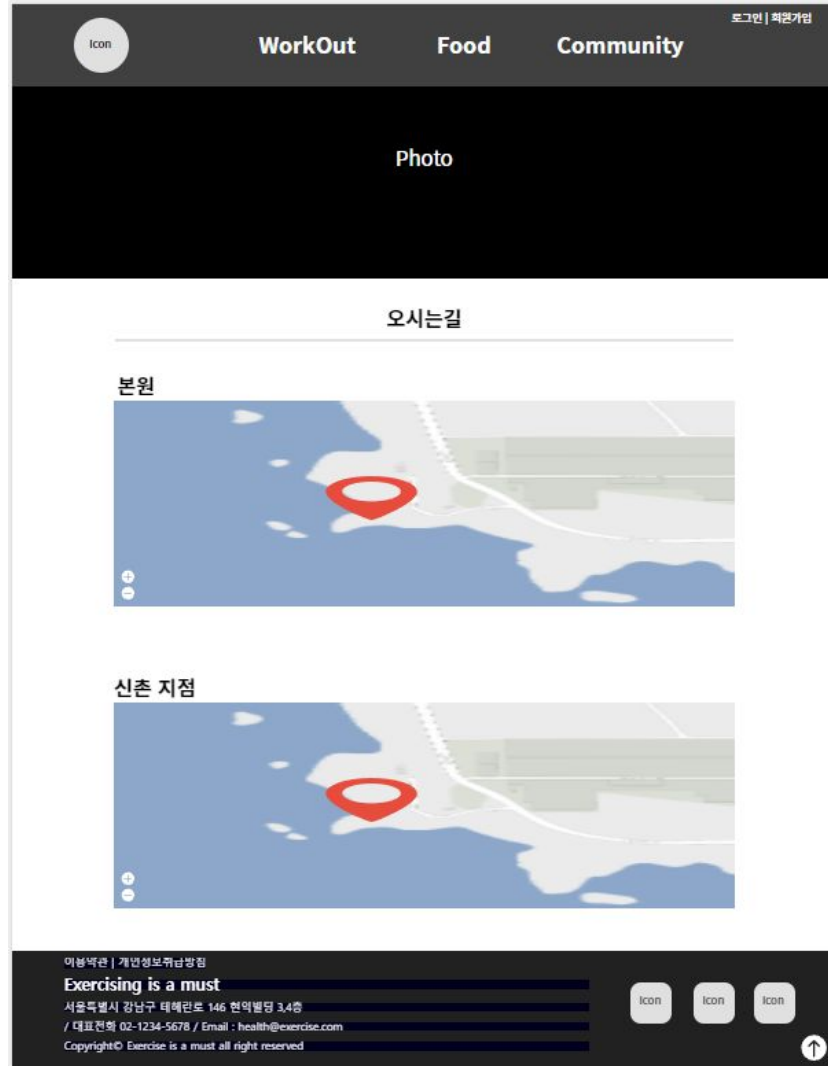 로그인 | 회원가입
Icon
WorkOut
Food
Community
Photo
오시는길
본원
신촌 지점
이용약관 | 개인정보취급방침
Exercising is a must
서울특별시 강남구 테헤란로 146 현익빌딩 3,4층
/ 대표전화 02-1234-5678 / Email : health@exercise.com
Copyright© Exercise is a must all right reserved
Icon
Icon
Icon